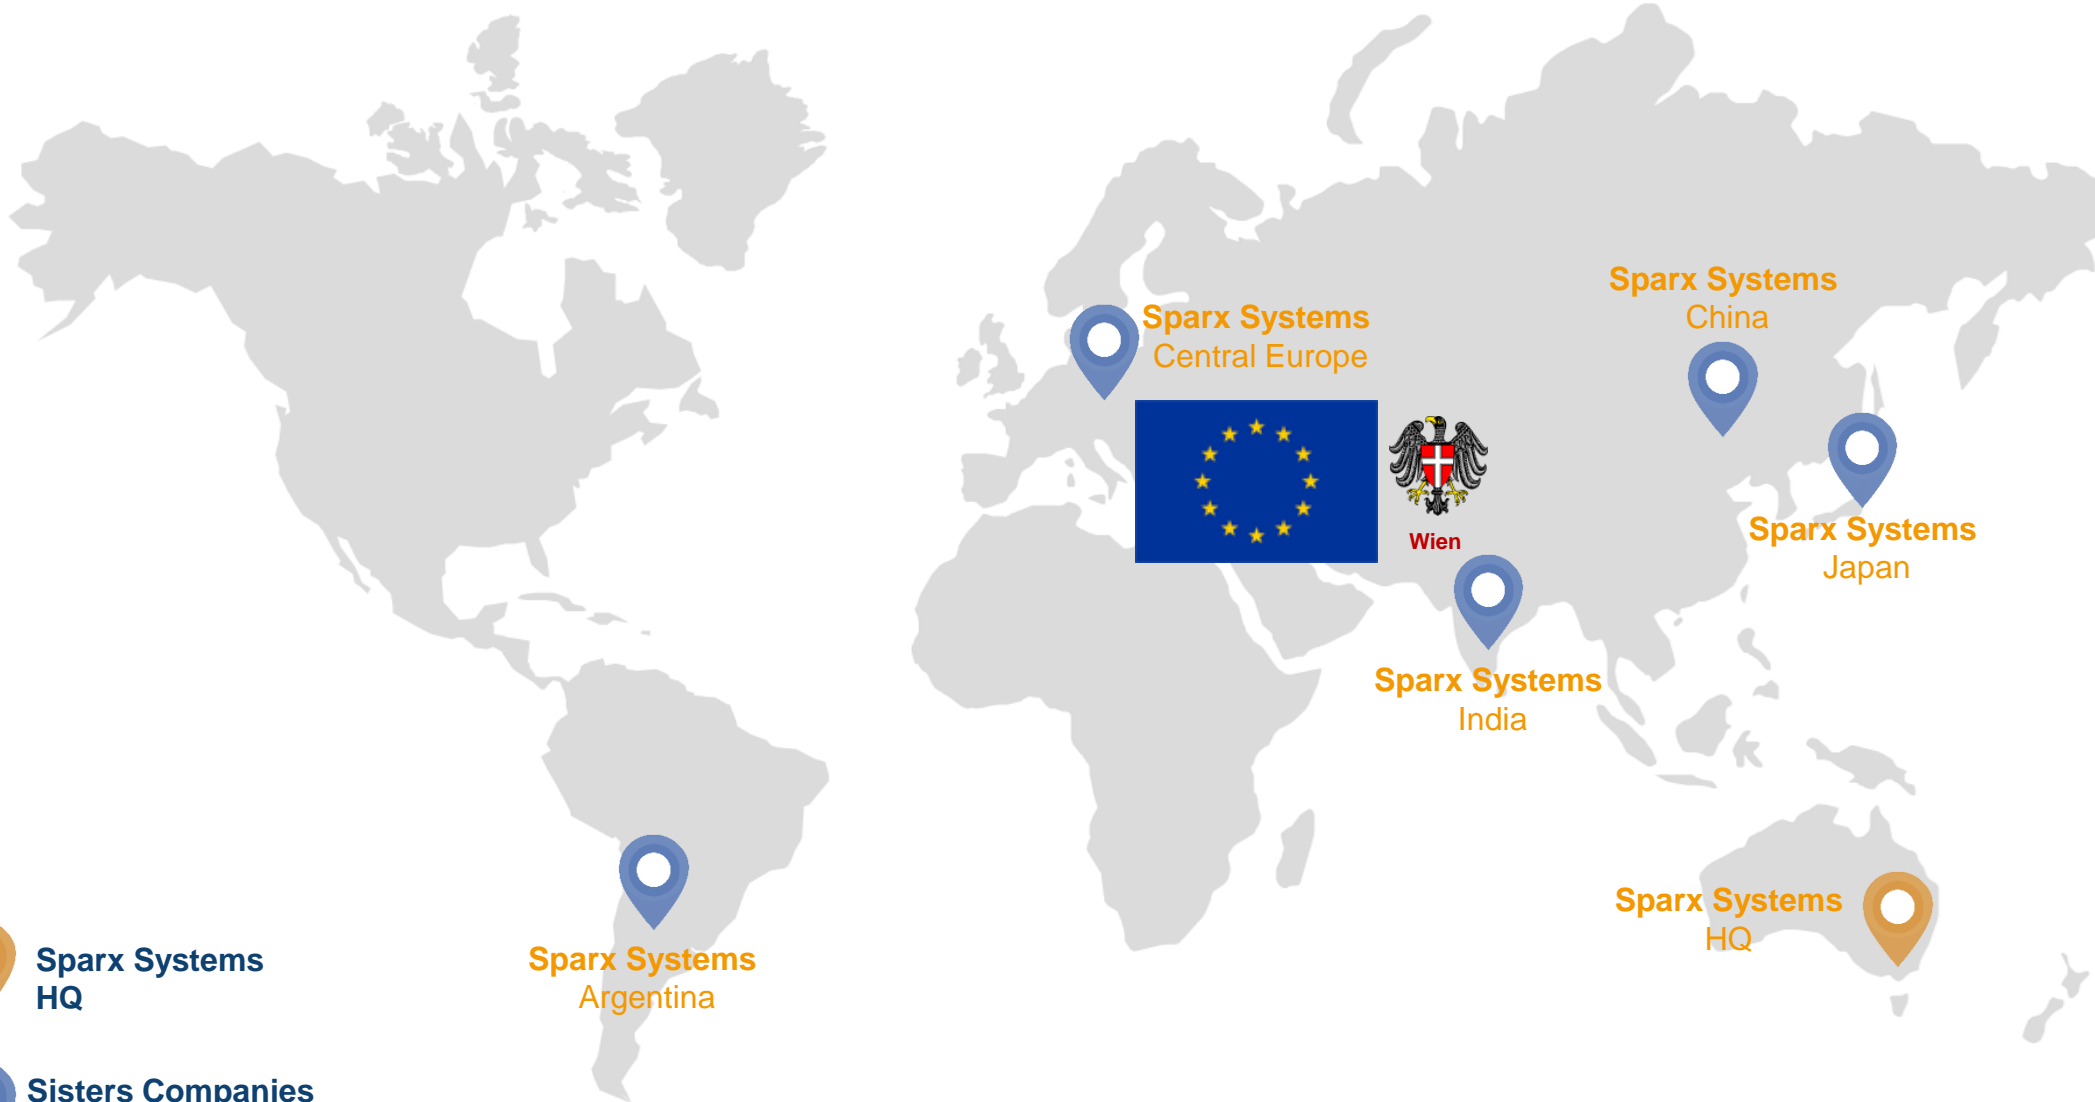 Sparx Systems
China
Sparx Systems
Central Europe
Wien
Sparx Systems
Japan
Sparx Systems
India
Sparx Systems
HQ
Sparx Systems
Argentina
Sparx Systems
HQ
Sisters Companies